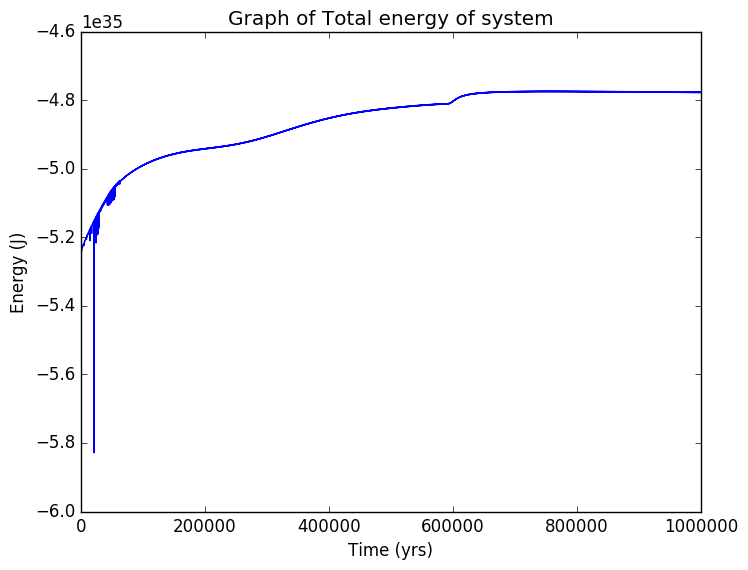 Graph of Total energy of system
1e35
−4.6
−4.8
−5.0
−5.2
−5.4
−5.6
−5.8
−6.0
Energy (J)
0 200000 400000 600000 800000 1000000
Time (yrs)